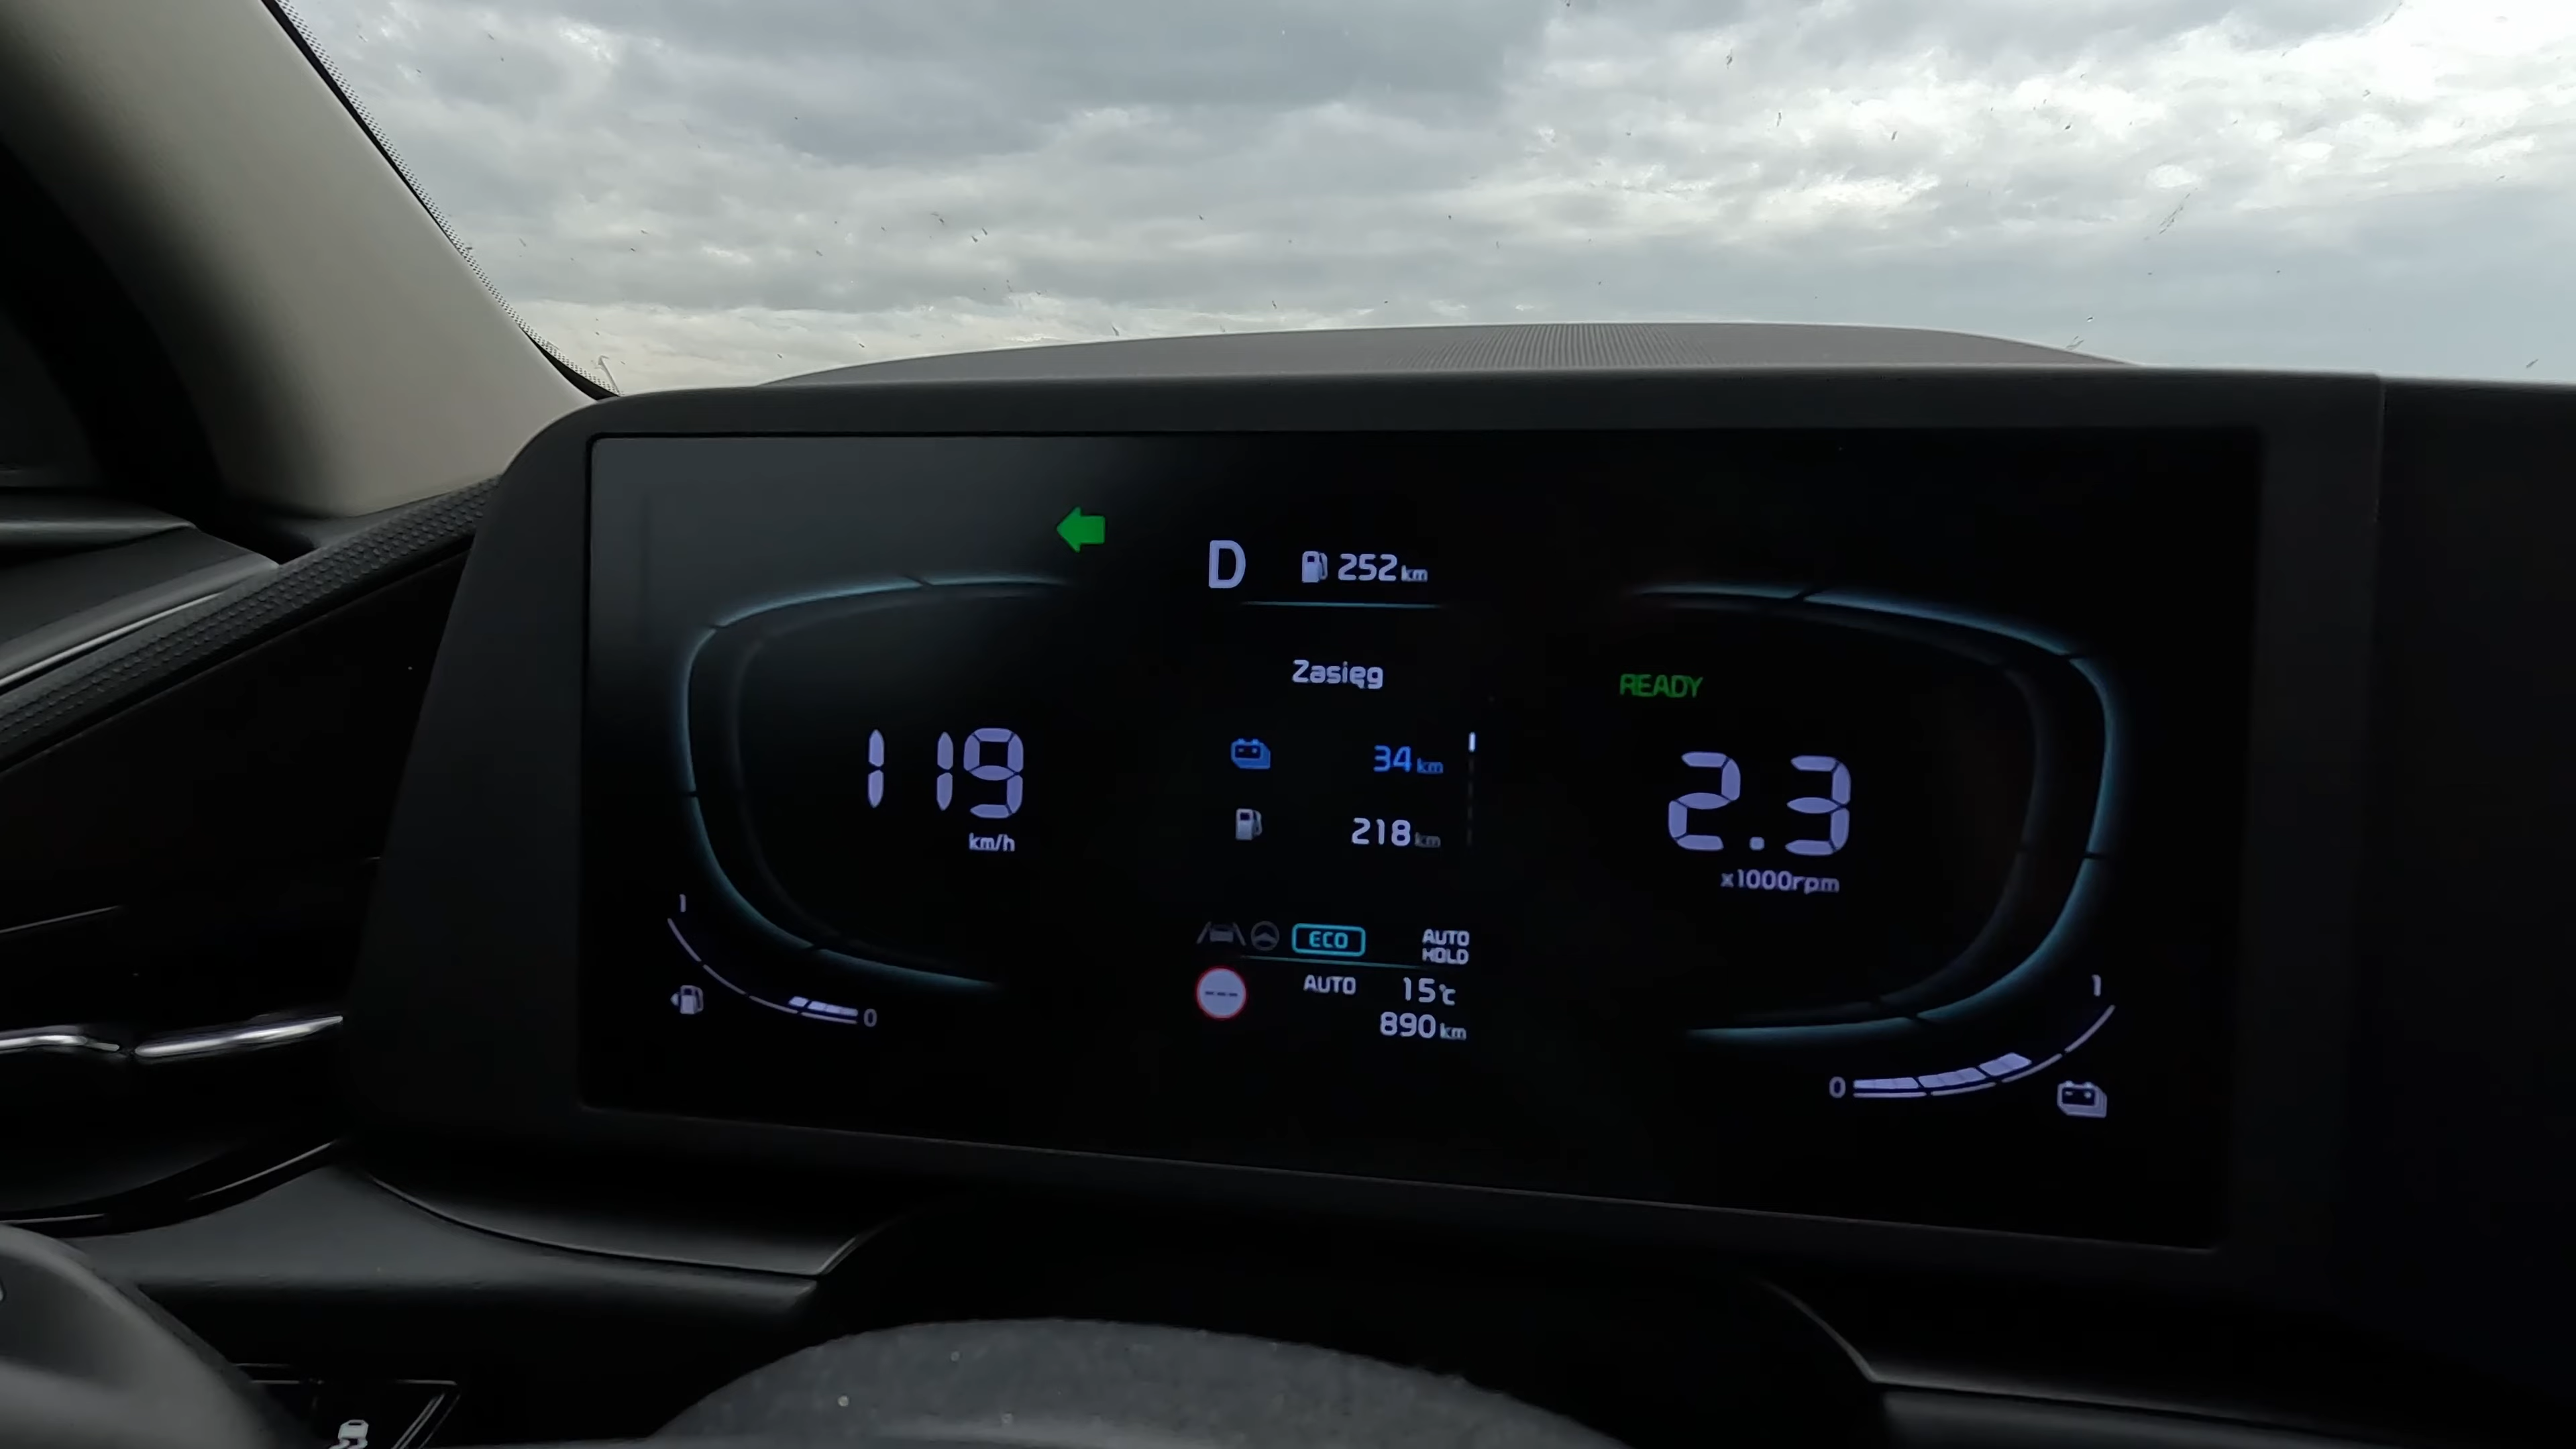 D 252 km
Zasięg
34 km
218 km
119
km/h
READY
2.3
x1000rpm
ECO
AUTO
HOLD
---
AUTO 15°C
890 km
1
0
1
0